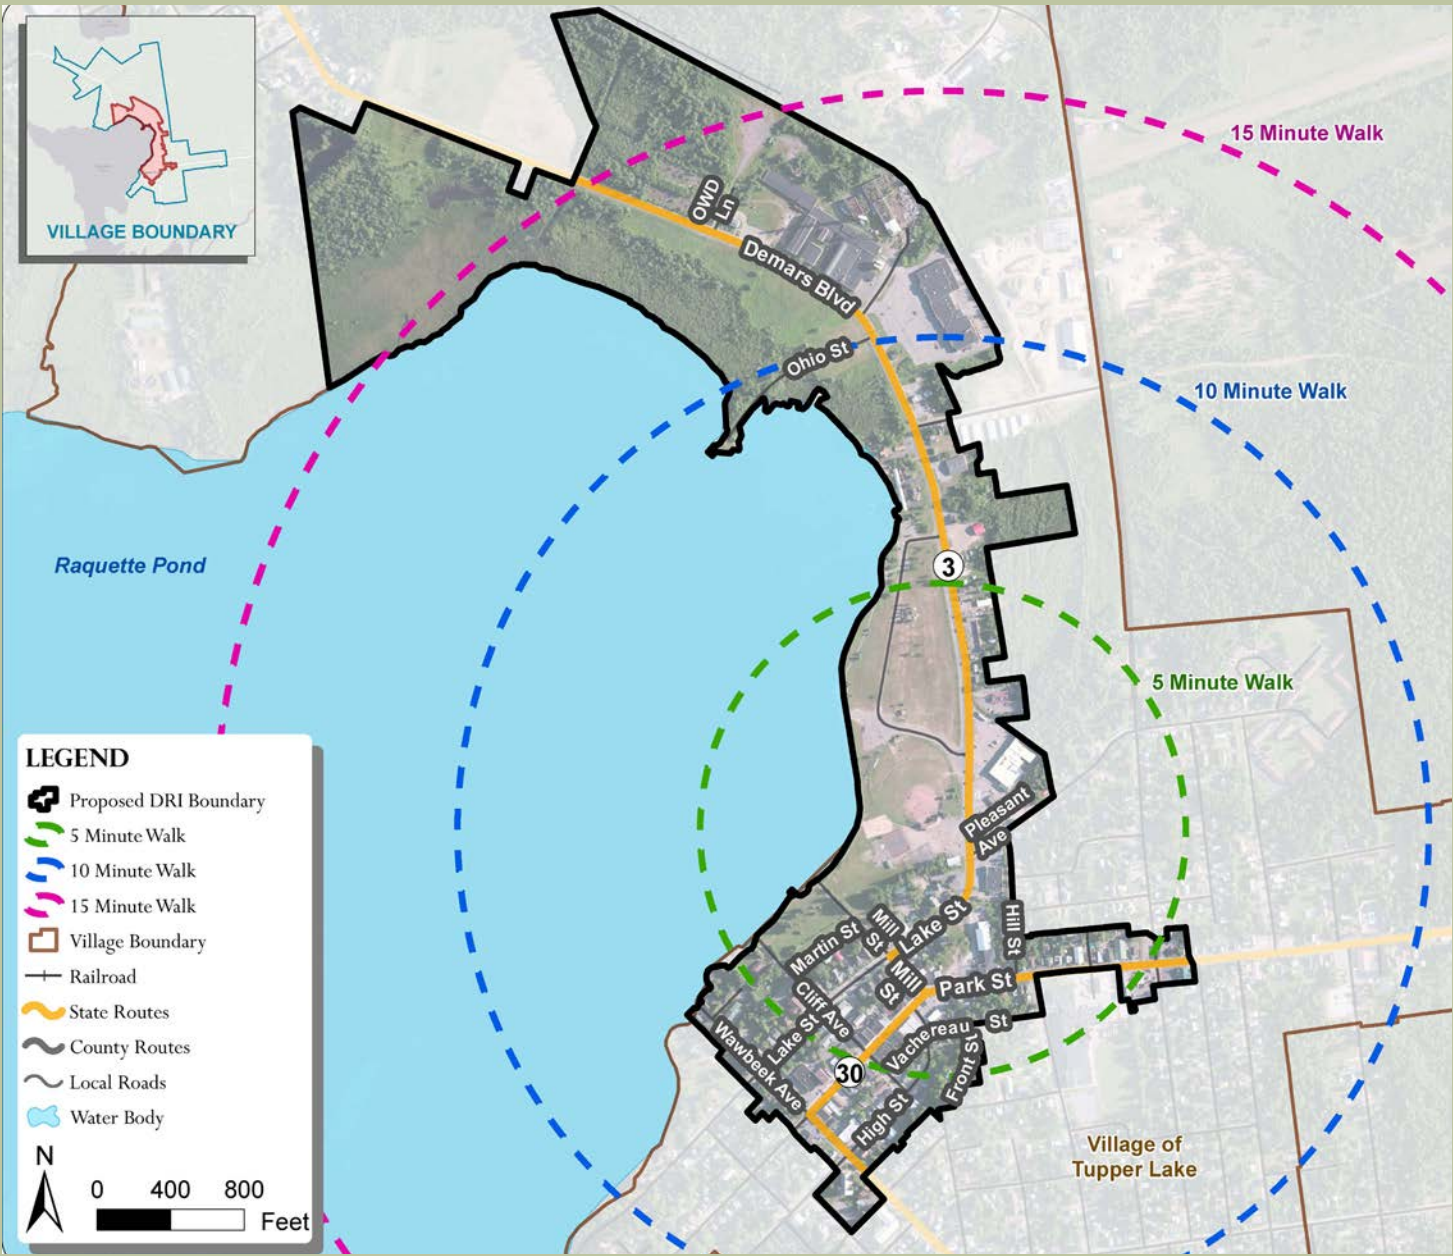 VILLAGE BOUNDARY
15 Minute Walk
OWD
Ln
Demars Blvd
Ohio St
10 Minute Walk
Raquette Pond
3
5 Minute Walk
Pleasant
Ave
Hill St
Mill
St
Lake St
Martin St
Mill
St
Park St
Cliff Ave
Lake St
Vachereau St
Wawbeek Ave
30
Front St
High St
Village of
Tupper Lake
LEGEND
Proposed DRI Boundary
5 Minute Walk
10 Minute Walk
15 Minute Walk
Village Boundary
Railroad
State Routes
County Routes
Local Roads
Water Body
N
0 400 800
Feet